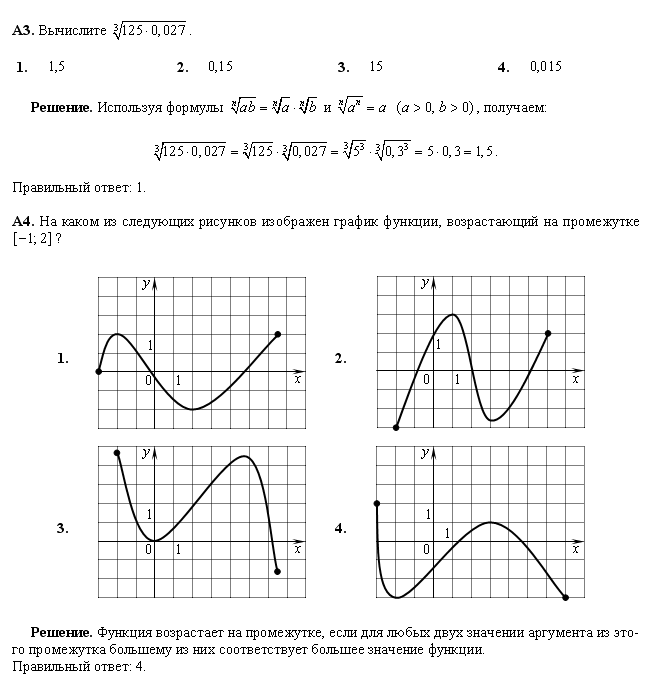 А3. Вычислите ∛(125·0,027).
1. 1,5 2. 0,15 3. 15 4. 0,015
Решение. Используя формулы ⁿ√(ab) = ⁿ√a · ⁿ√b и ⁿ√(aⁿ) = a (a > 0, b > 0), получаем:
∛(125·0,027) = ∛125 · ∛0,027 = ∛(5³) · ∛(0,3³) = 5·0,3 = 1,5.
Правильный ответ: 1.
А4. На каком из следующих рисунков изображен график функции, возрастающий на промежутке
[−1; 2] ?
1. y 1 0 1 x
2. y 1 0 1 x
3. y 1 0 1 x
4. y 1 1 0 x
Решение. Функция возрастает на промежутке, если для любых двух значении аргумента из это-
го промежутка большему из них соответствует большее значение функции.
Правильный ответ: 4.